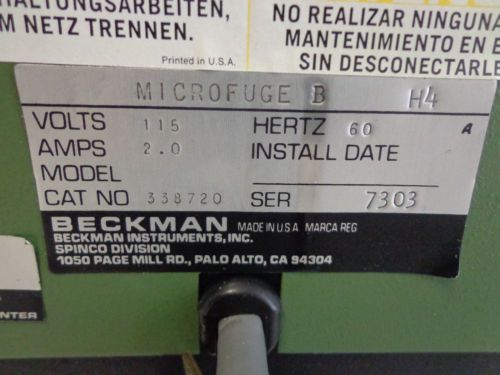 HALTUNGSARBEITEN,
M NETZ TRENNEN.
Printed in U.S.A.
NO REALIZAR NINGUNA
MANTENIMIENTO EN E
SIN DESCONECTARLE
MICROFUGE B H4
VOLTS 115 HERTZ 60 A
AMPS 2.0 INSTALL DATE
MODEL
CAT NO 338720 SER 7303
BECKMAN MADE IN U.S.A MARCA REG
BECKMAN INSTRUMENTS, INC.
SPINCO DIVISION
1050 PAGE MILL RD., PALO ALTO, CA 94304
NTER